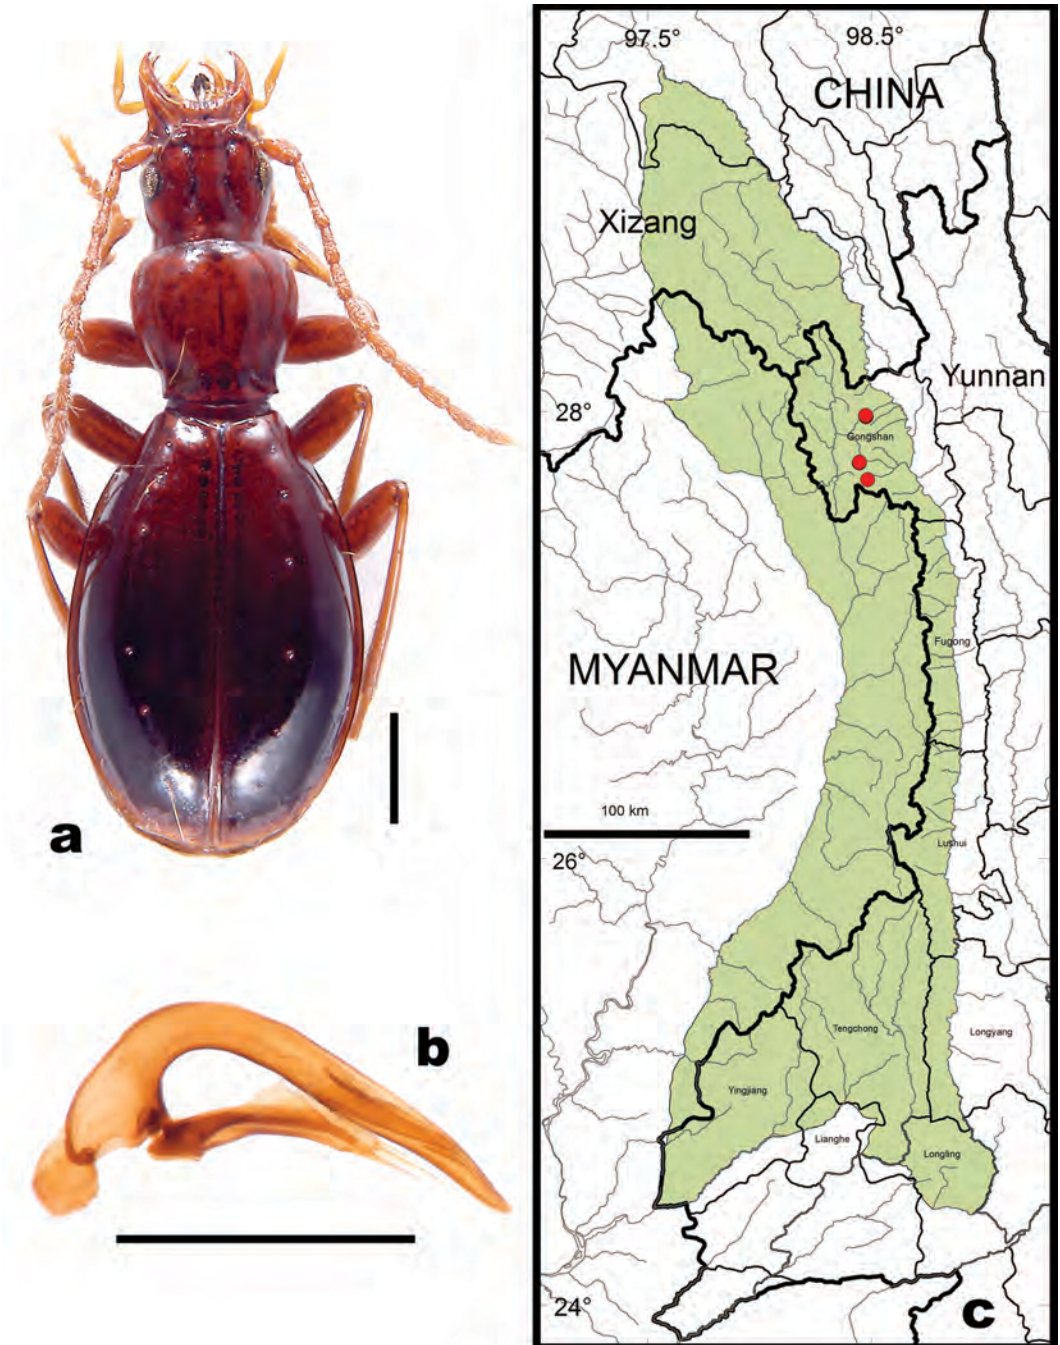 a
b
97.5°
98.5°
CHINA
Xizang
Yunnan
28°
Gongshan
Fugong
MYANMAR
100 km
Lushui
26°
Tengchong
Longyang
Yingjiang
Lianghe
Longling
24°
c